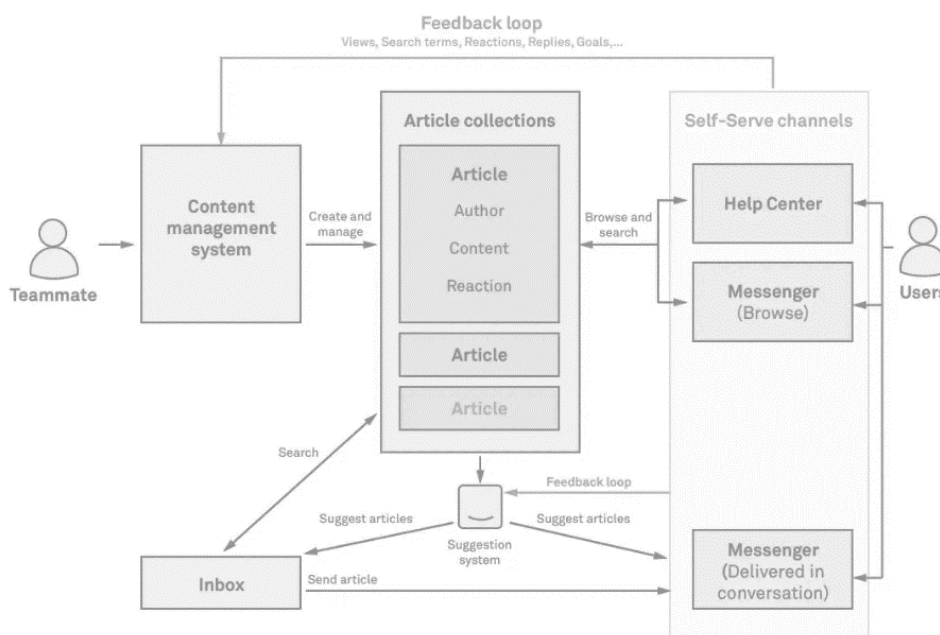 Feedback loop
Views, Search terms, Reactions, Replies, Goals,...
Article collections
Self-Serve channels
Article
Author
Content
Reaction
Article
Article
Content
management
system
Create and
manage
Browse and
search
Help Center
Messenger
(Browse)
Teammate
Users
Search
Feedback loop
Suggest articles
Suggest articles
Suggestion
system
Inbox
Send article
Messenger
(Delivered in
conversation)